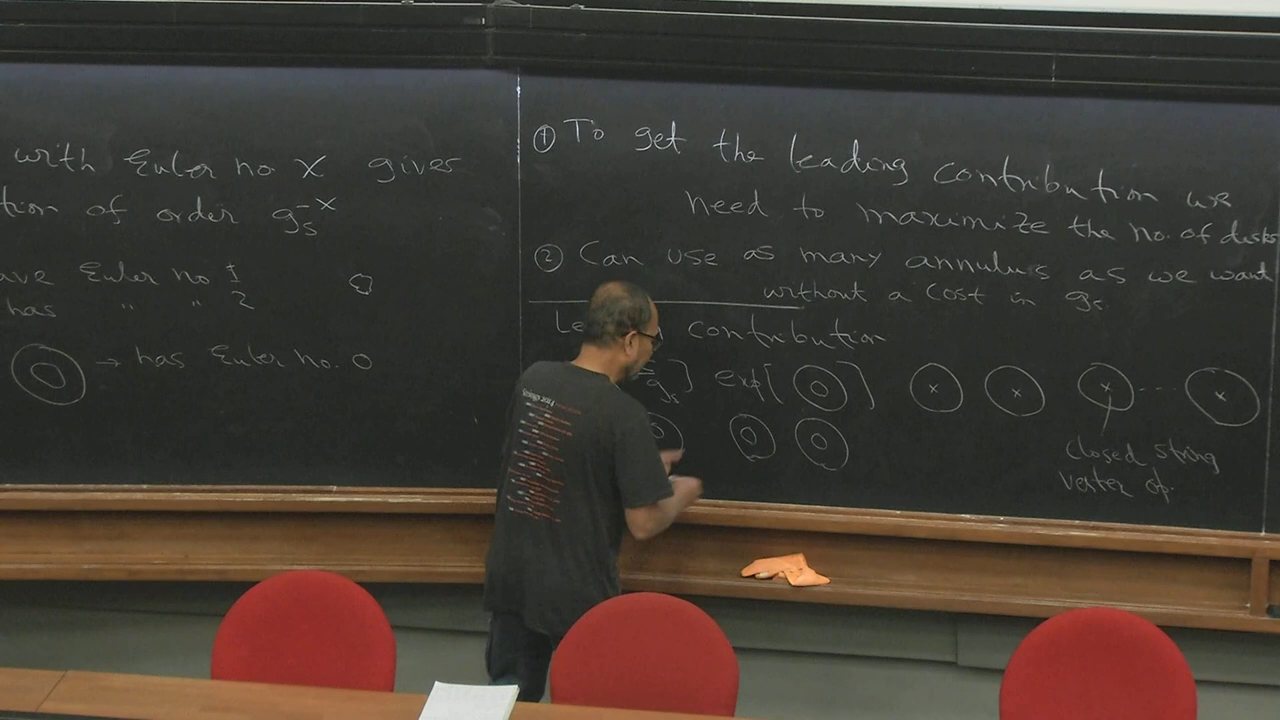 with Euler no χ gives
tion of order g_s^{-χ}
ave Euler no 1
has " " 2
→ has Euler no. 0
① To get the leading contribution we
need to maximize the no. of disks
② Can use as many annulus as we want
without a cost in g_s
Le contribution
g_s ] exp[ ]
× × × .... ×
closed string
vertex op.